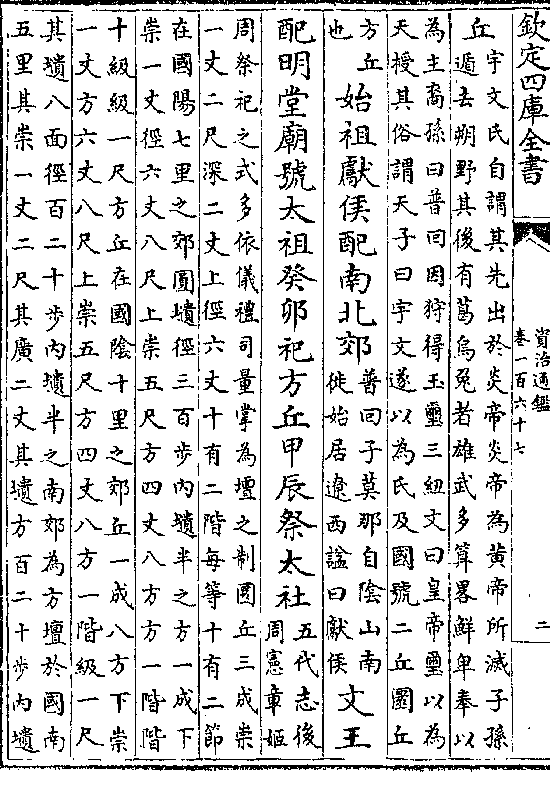 欽定四庫全書
資治通鑑
卷一百六十七
二
丘
宇文氏自謂其先出於炎帝炎帝為黃帝所滅子孫
遁去朔野其後有葛烏兔者雄武多算畧鮮卑奉以
為主裔孫曰普回因狩得玉璽三紐文曰皇帝璽以為
天授其俗謂天子曰宇文遂以為氏及國號二丘圜丘
方丘
也
始祖獻侯配南北郊
普回子莫那自陰山南
徙始居遼西諡曰獻侯
文王
配明堂廟號太祖癸卯祀方丘甲辰祭太社
五代志後
周憲章姬
周祭祀之式多依儀禮司量掌為壇之制圜丘三成崇
一丈二尺深二丈上徑六丈十有二階每等十有二節
在國陽七里之郊圜壝徑三百步内壝半之方一成下
崇一丈徑六丈八尺上崇五尺方四丈八方方一階階
十級級一尺方丘在國陰十里之郊丘一成八方下崇
一丈方六丈八尺上崇五尺方四丈八方一階級一尺
其壝八面徑百二十步内壝半之南郊為方壇於國南
五里其崇一丈二尺其廣二丈其壝方百二十步内壝